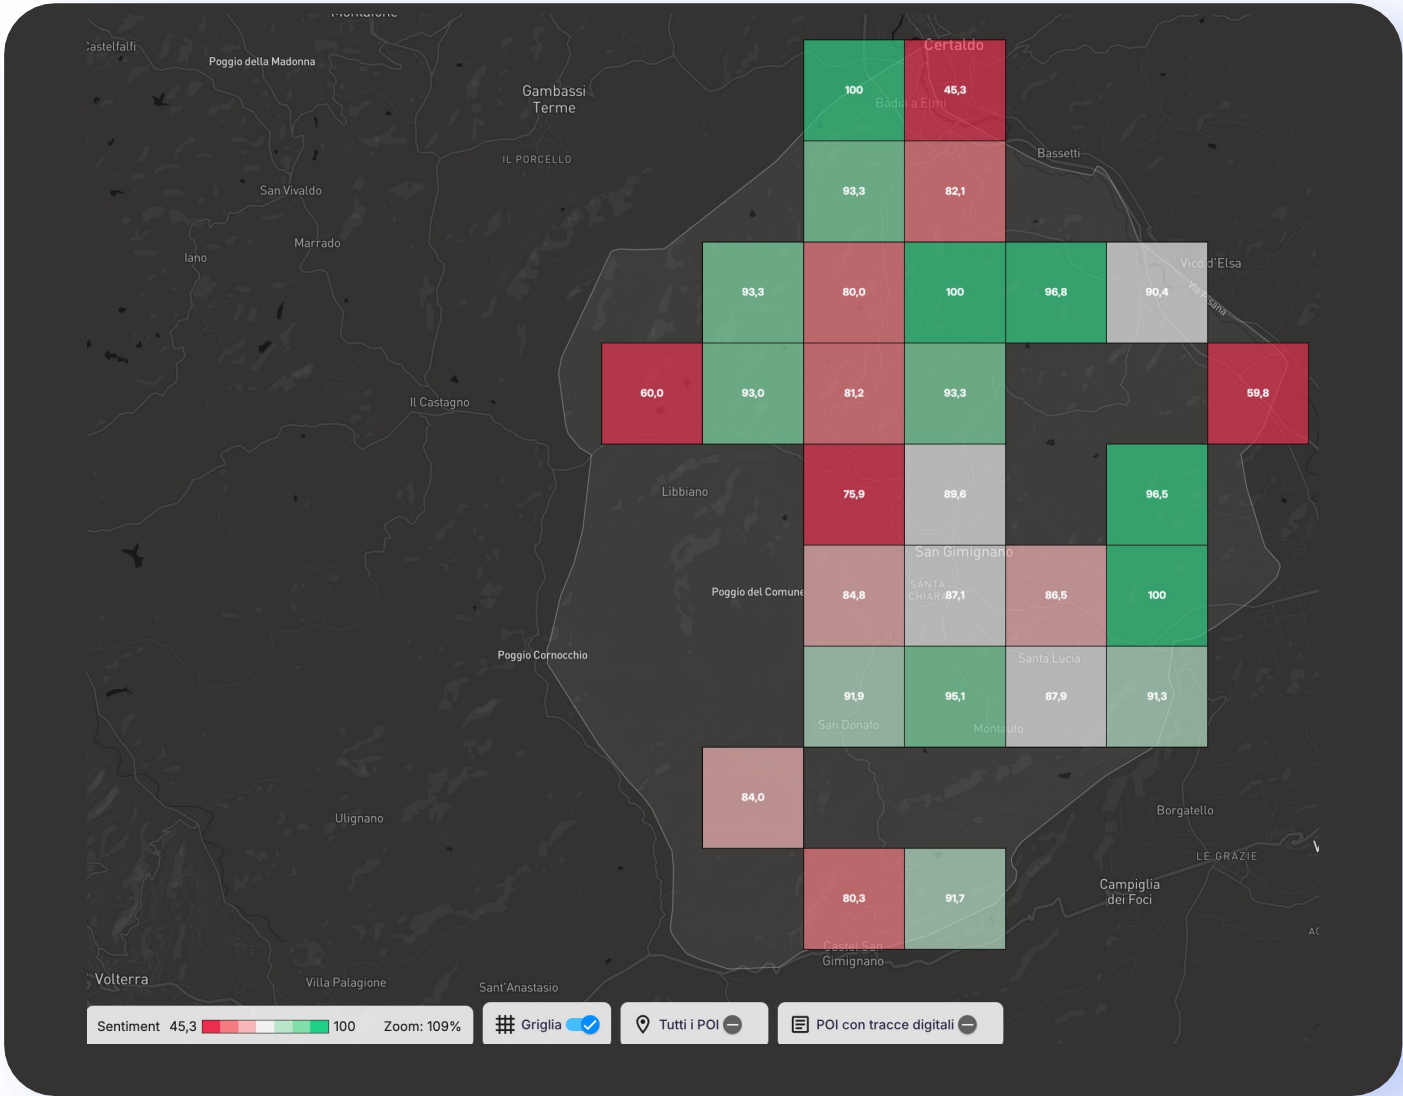 Certaldo
Castelfalfi
Poggio della Madonna
Gambassi
Terme
100
45,3
Badia a Elmi
IL PORCELLO
Bassetti
San Vivaldo
93,3
82,1
Marrado
Iano
Vico d'Elsa
93,3
80,0
100
96,8
90,4
Via Pisana
60,0
93,0
81,2
93,3
59,8
Il Castagno
Libbiano
75,9
89,6
96,5
San Gimignano
Poggio del Comune
SANTA
CHIARA
84,8
87,1
86,5
100
Poggio Cornocchio
Santa Lucia
91,9
95,1
87,9
91,3
San Donato
Montauto
84,0
Ulignano
Borgatello
LE GRAZIE
Campiglia
dei Foci
80,3
91,7
Castel San
Gimignano
Volterra
Villa Palagione
Sant'Anastasio
Sentiment 45,3 100 Zoom: 109%
Griglia
Tutti i POI
POI con tracce digitali